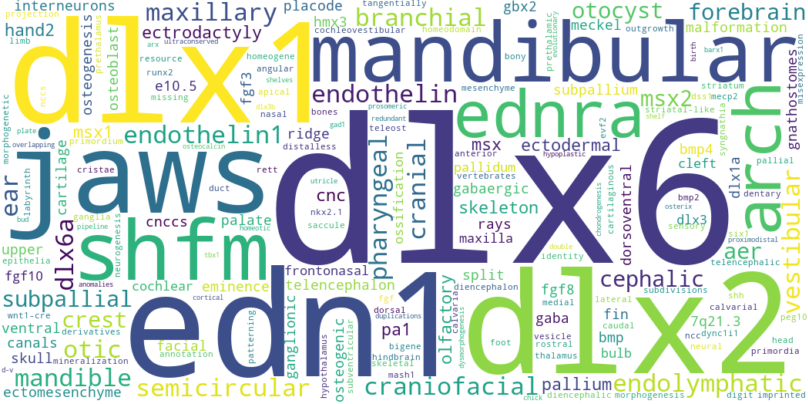 interneurons
maxillary
placode
tangentially
gbx2
otocyst
forebrain
projection
hand2
ectrodactyly
hmx3
branchial
homeodomain
meckel
outgrowth
malformation
limb
dlx1
osteogenesis
prethalamus
osteoblast
arx
ultraconserved
cochleovestibular
mandibular
bony
prethalamic
evolutionary
barx1
birth
misexpression
resource
homeogene
runx2
angular
e10.5
fgf3
apical
shelves
missing
dlx3b
nasal
endothelin
mesenchyme
subpallium
striatum
dss1
mecp2
gnathostomes
nccs
morphogenetic
plate
overlapping
msx1
primordium
endothelin1
ridge
bones
prosomeric
redundant
gad1
teleost
ednra
msx2
striatal-like
shelf
syngnathia
arch
distalless
osteocalcin
msx
ectodermal
evf2
bmp4
cleft
pallial
dlx1a
jaws
cristae
rett
duct
cnc
utricle
nkx2.1
saccule
pharyngeal
ossification
cranial
dlx6
anterior
hypoplastic
pallidum
vertebrates
gabaergic
skeleton
rays
maxilla
chondrogenesis
cartilaginous
double
identity
dorsoventral
bmp2
osterix
dlx3
sensory
dentary
six3
proximodistal
ear
bud
labyrinth
cartilage
dlx6a
ganglia
pipeline
shfm
cnccs
palate
homeotic
neurogenesis
tbx1
upper
epithelia
fgf10
anomalies
cochlear
eminence
frontonasal
telencephalon
fgf
olfactory
calvaria
split
diencephalon
fgf8
medial
cephalic
aer
telencephalic
vestibular
subpallial
wnt1-cre
derivatives
ventral
crest
canals
otic
facial
annotation
cortical
patterning
edn1
ganglionic
hypothalamus
subventricular
osteogenic
dorsal
duplications
pa1
bigene
hindbrain
skeletal
mash1
dysmorphogenesis
foot
dlx2
gaba
vesicle
rostral
thalamus
lateral
subdivisions
fin
caudal
bmp
bulb
7q21.3
dync1i1
ncc
neural
shh
calvarial
peg10
head
primordia
skull
mineralization
d-v
mandible
ectomesenchyme
semicircular
craniofacial
chick
pallium
diencephalic
morphogenesis
endolymphatic
digit
imprinted